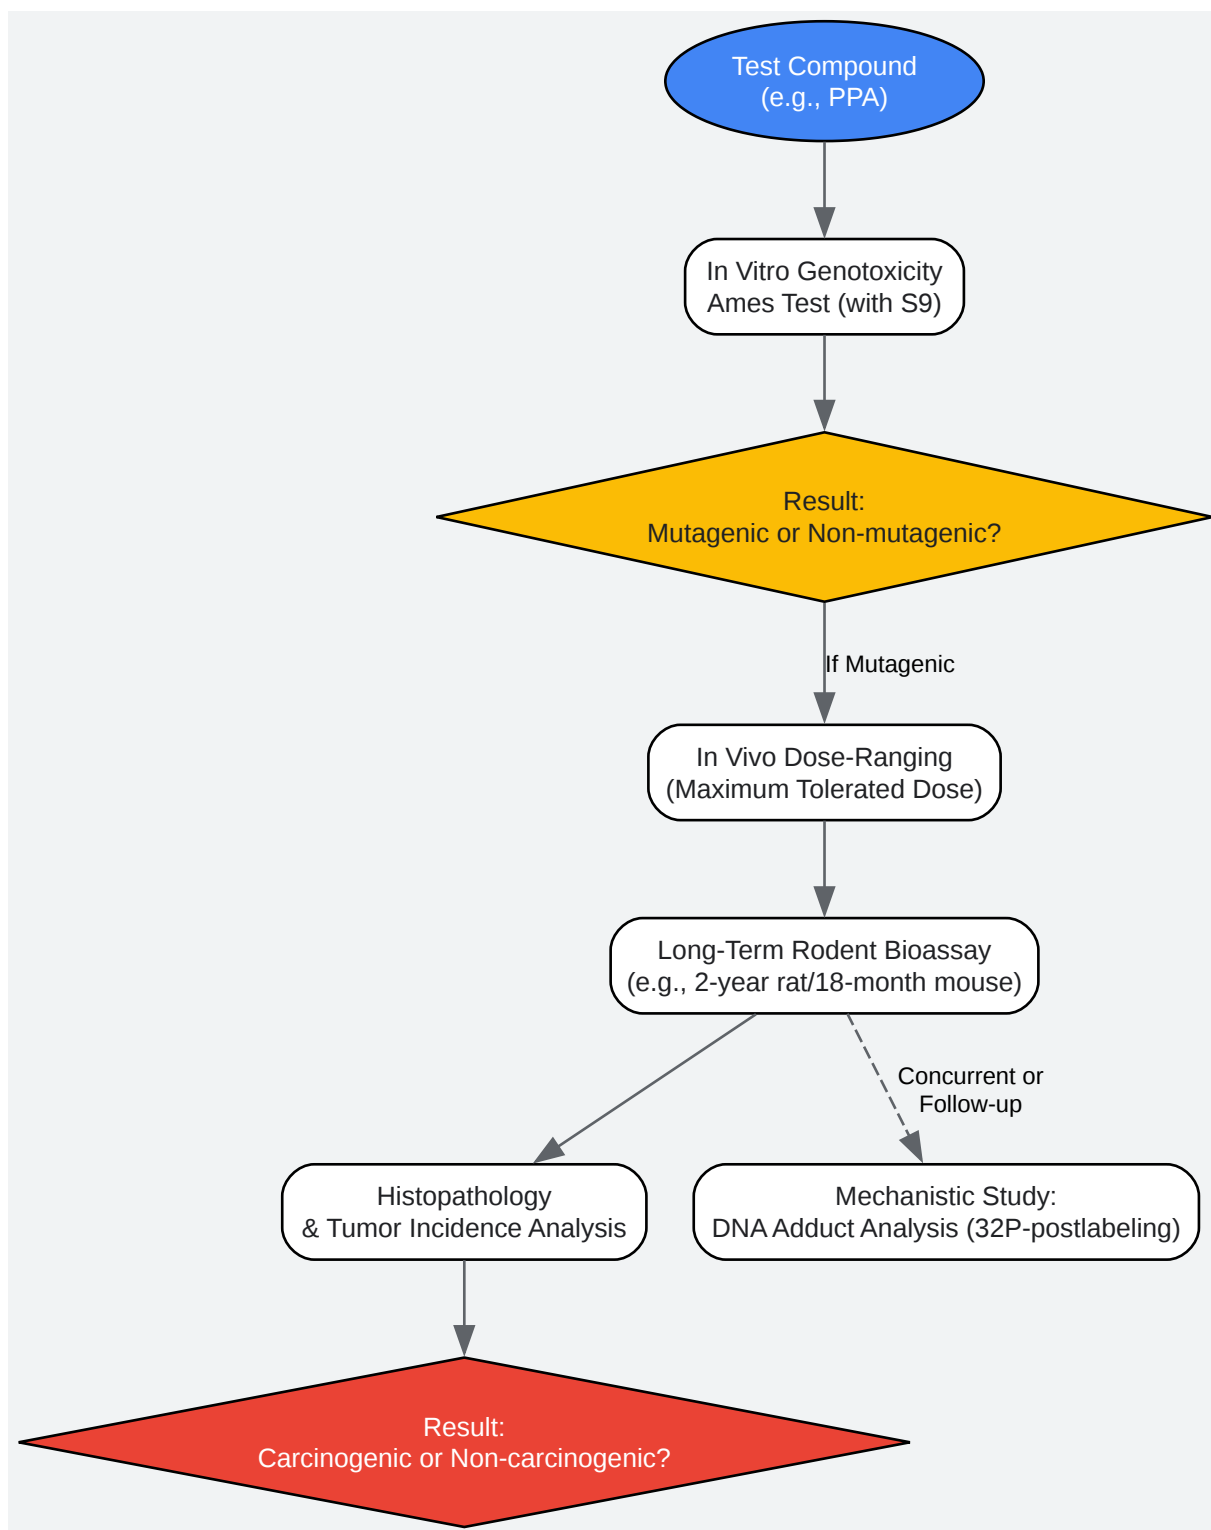 Test Compound
(e.g., PPA)
In Vitro Genotoxicity
Ames Test (with S9)
Result:
Mutagenic or Non-mutagenic?
If Mutagenic
In Vivo Dose-Ranging
(Maximum Tolerated Dose)
Long-Term Rodent Bioassay
(e.g., 2-year rat/18-month mouse)
Concurrent or
Follow-up
Histopathology
& Tumor Incidence Analysis
Mechanistic Study:
DNA Adduct Analysis (32P-postlabeling)
Result:
Carcinogenic or Non-carcinogenic?